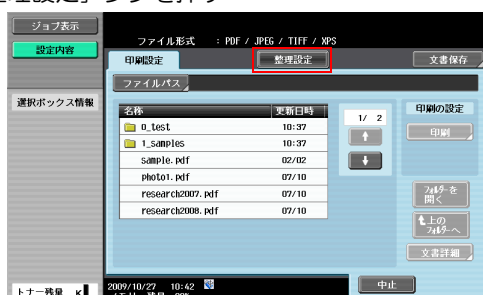 ジョブ表示
設定内容
選択ボックス情報
ファイル形式 : PDF / JPEG / TIFF / XPS
印刷設定
整理設定
文書保存
ファイルパス
名称 更新日時
0_test 10:37
1_samples 10:37
sample.pdf 02/02
photo1.pdf 07/10
research2007.pdf 07/10
research2008.pdf 07/10
1/ 2
印刷の設定
印刷
フォルダーを
開く
上の
フォルダーへ
文書詳細
トナー残量 K
2009/10/27 10:42
中止